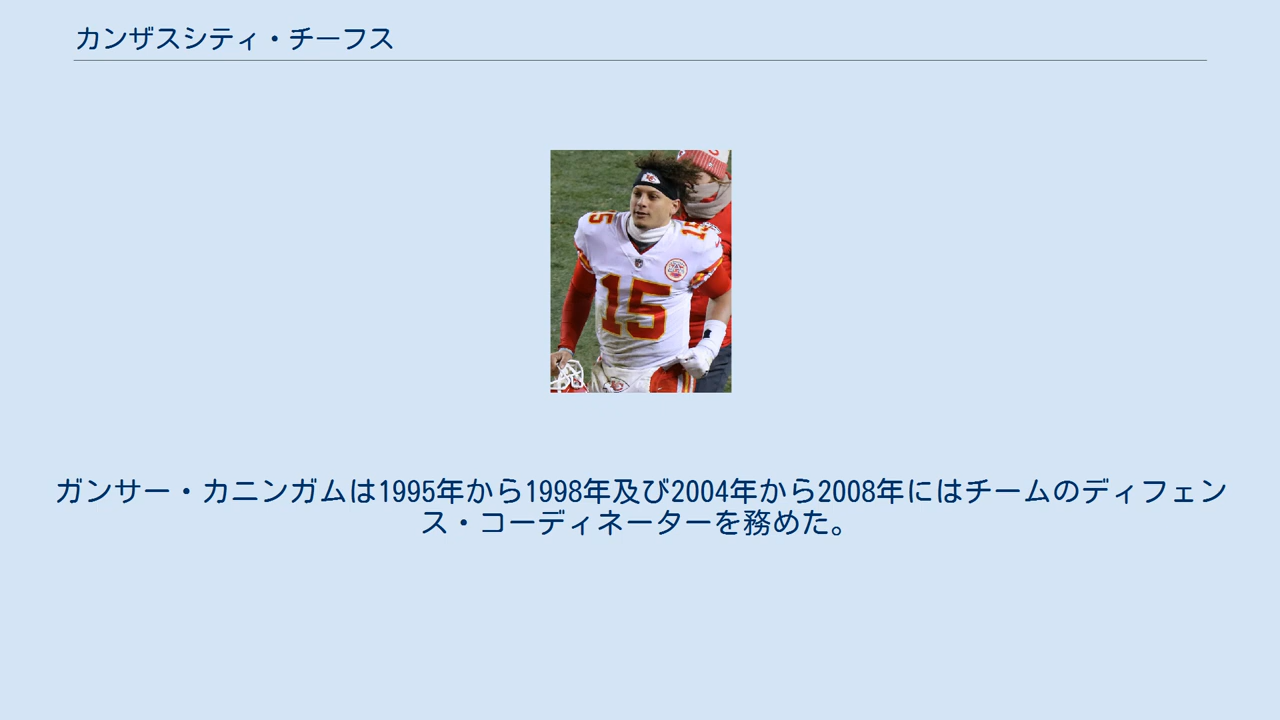 カンザスシティ・チーフス
15
15
15
ガンサー・カニンガムは1995年から1998年及び2004年から2008年にはチームのディフェン
ス・コーディネーターを務めた。